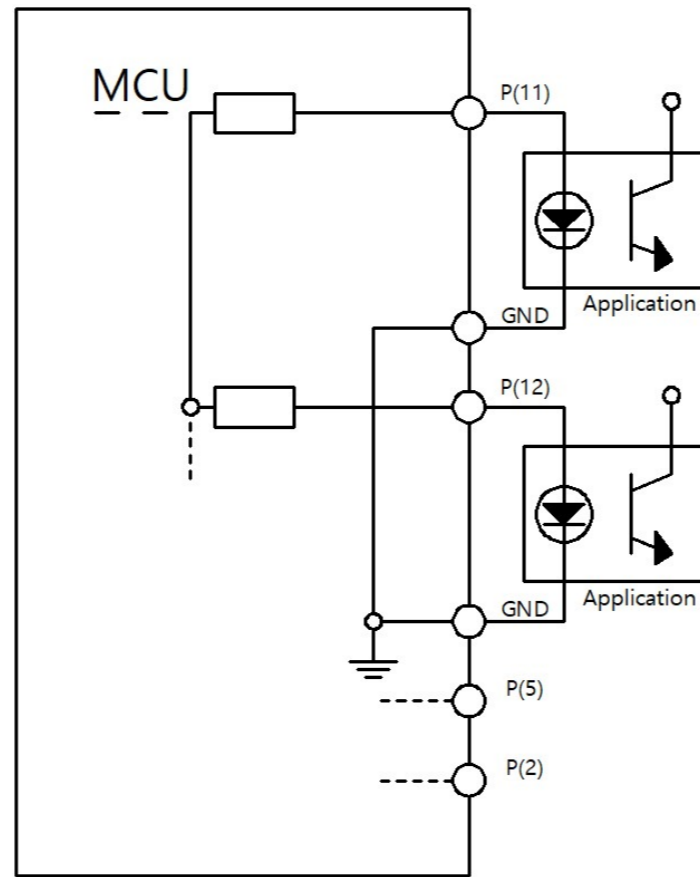 MCU
P(11)
Application
GND
P(12)
Application
GND
P(5)
P(2)